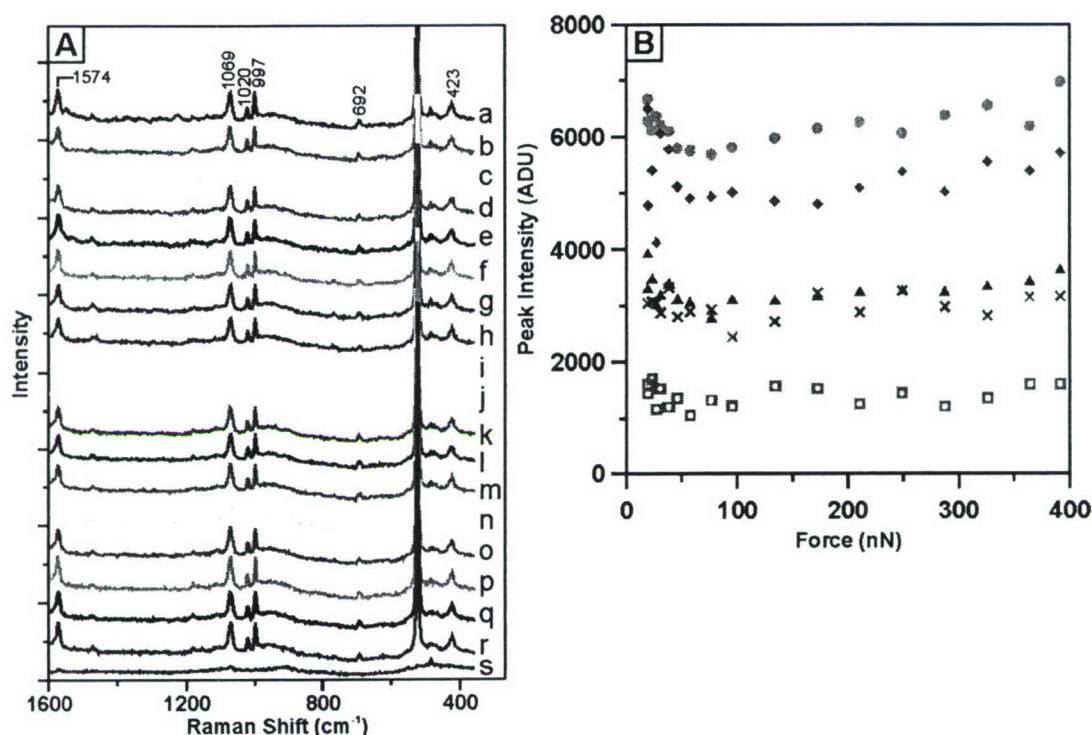 A
1574
1069
1020
997
692
423
a
b
c
d
e
f
g
h
i
j
k
l
m
n
o
p
q
r
s
Intensity
1600
1200
800
400
Raman Shift (cm-1)
B
8000
6000
4000
2000
0
Peak Intensity (ADU)
0
100
200
300
400
Force (nN)